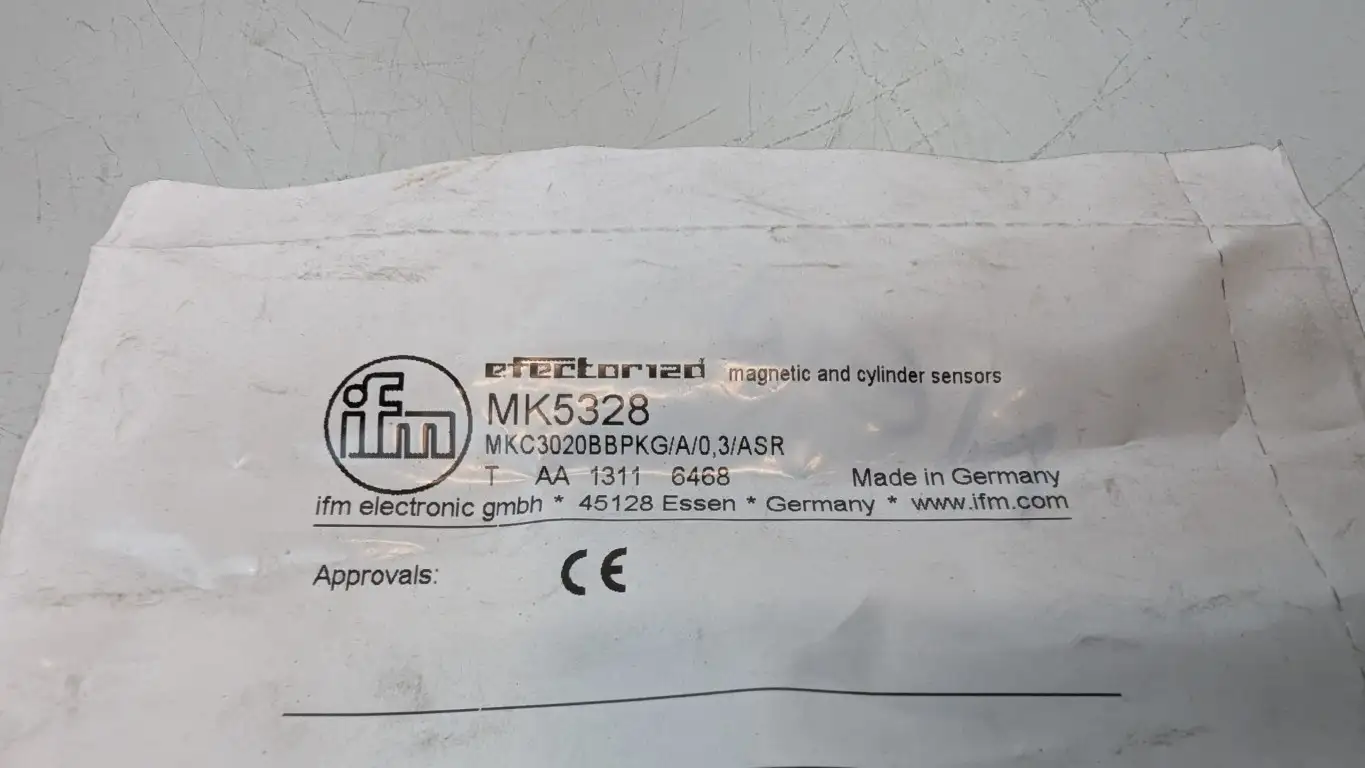 ifm
efector120 magnetic and cylinder sensors
MK5328
MKC3020BBPKG/A/0,3/ASR
T AA 1311 6468 Made in Germany
ifm electronic gmbh * 45128 Essen * Germany * www.ifm.com
Approvals: CE